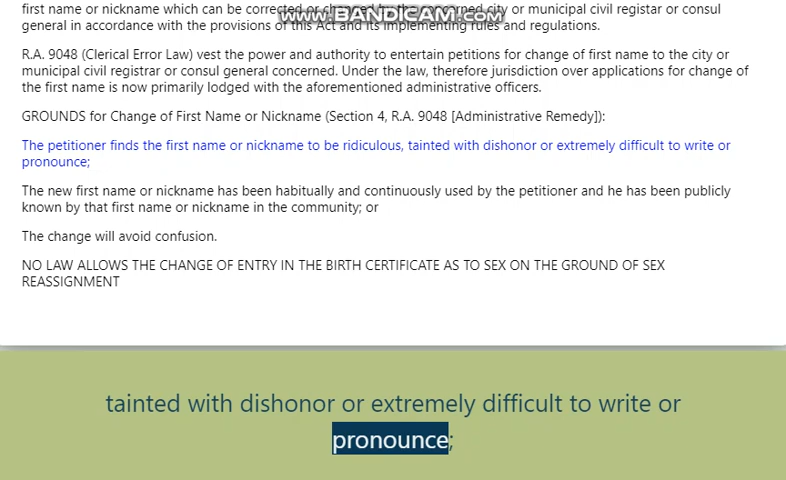 first name or nickname which can be corrected or changed by the concerned city or municipal civil registar or consul
www.BANDICAM.com
general in accordance with the provisions of this Act and its implementing rules and regulations.
R.A. 9048 (Clerical Error Law) vest the power and authority to entertain petitions for change of first name to the city or
municipal civil registrar or consul general concerned. Under the law, therefore jurisdiction over applications for change of
the first name is now primarily lodged with the aforementioned administrative officers.
GROUNDS for Change of First Name or Nickname (Section 4, R.A. 9048 [Administrative Remedy]):
The petitioner finds the first name or nickname to be ridiculous, tainted with dishonor or extremely difficult to write or
pronounce;
The new first name or nickname has been habitually and continuously used by the petitioner and he has been publicly
known by that first name or nickname in the community; or
The change will avoid confusion.
NO LAW ALLOWS THE CHANGE OF ENTRY IN THE BIRTH CERTIFICATE AS TO SEX ON THE GROUND OF SEX
REASSIGNMENT
tainted with dishonor or extremely difficult to write or
pronounce;